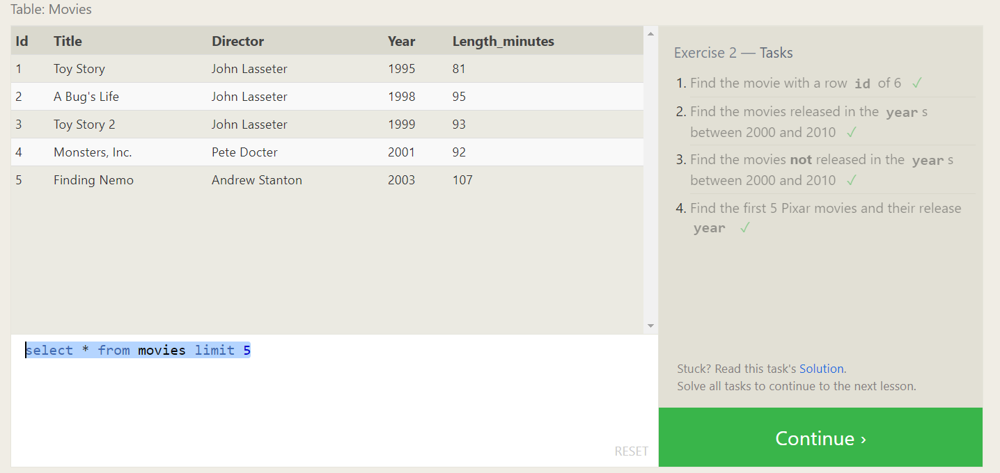 Table: Movies
Id Title Director Year Length_minutes
1 Toy Story John Lasseter 1995 81
2 A Bug's Life John Lasseter 1998 95
3 Toy Story 2 John Lasseter 1999 93
4 Monsters, Inc. Pete Docter 2001 92
5 Finding Nemo Andrew Stanton 2003 107
select * from movies limit 5
RESET
Exercise 2 — Tasks
1. Find the movie with a row id of 6 ✓
2. Find the movies released in the year s
between 2000 and 2010 ✓
3. Find the movies not released in the year s
between 2000 and 2010 ✓
4. Find the first 5 Pixar movies and their release
year ✓
Stuck? Read this task's Solution.
Solve all tasks to continue to the next lesson.
Continue ›